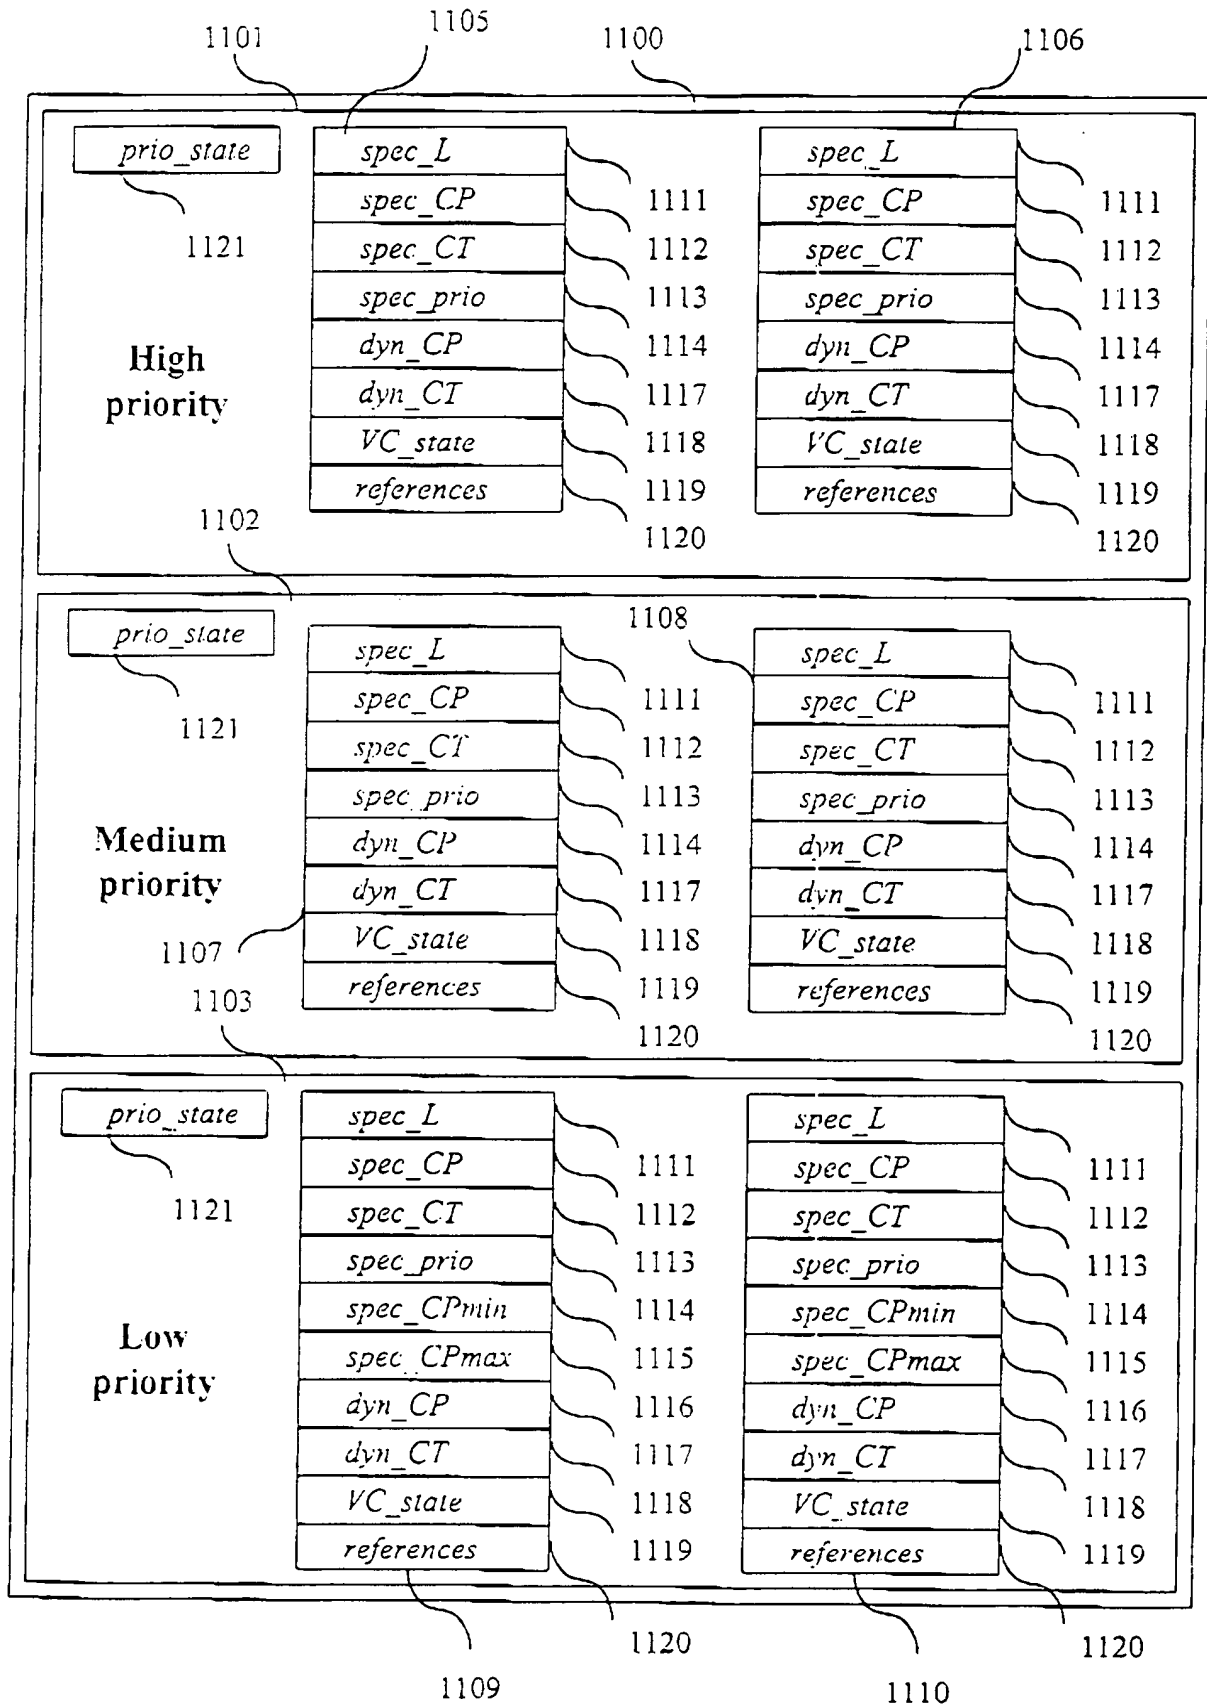 1101 1105 1100 1106
prio_state spec_L spec_L
1121 spec_CP 1111 spec_CP 1111
spec_CT 1112 spec_CT 1112
spec_prio 1113 spec_prio 1113
High priority
dyn_CP 1114 dyn_CP 1114
dyn_CT 1117 dyn_CT 1117
VC_state 1118 VC_state 1118
references 1119 references 1119
1102 1120 1120
prio_state 1108
spec_L spec_L
1121 spec_CP 1111 spec_CP 1111
spec_CT 1112 spec_CT 1112
spec_prio 1113 spec_prio 1113
Medium priority
dyn_CP 1114 dyn_CP 1114
dyn_CT 1117 dyn_CT 1117
1107 VC_state 1118 VC_state 1118
references 1119 references 1119
1103 1120 1120
prio_state spec_L spec_L
spec_CP 1111 spec_CP 1111
1121 spec_CT 1112 spec_CT 1112
spec_prio 1113 spec_prio 1113
spec_CPmin 1114 spec_CPmin 1114
Low priority
spec_CPmax 1115 spec_CPmax 1115
dyn_CP 1116 dyn_CP 1116
dyn_CT 1117 dyn_CT 1117
VC_state 1118 VC_state 1118
references 1119 references 1119
1120 1120
1109 1110